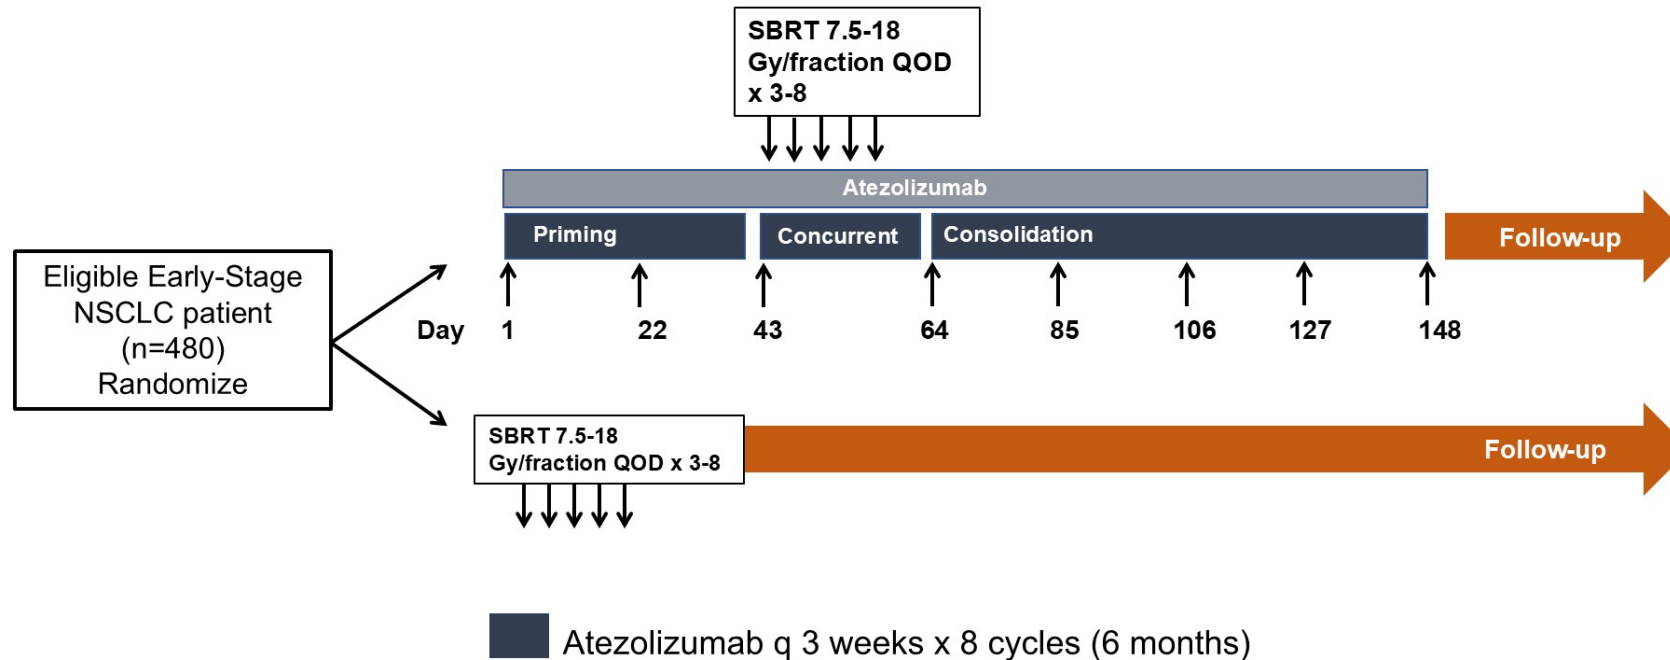 SBRT 7.5-18
Gy/fraction QOD
x 3-8
Atezolizumab
Priming
Concurrent
Consolidation
Follow-up
Eligible Early-Stage
NSCLC patient
(n=480)
Randomize
Day 1 22 43 64 85 106 127 148
SBRT 7.5-18
Gy/fraction QOD x 3-8
Follow-up
Atezolizumab q 3 weeks x 8 cycles (6 months)